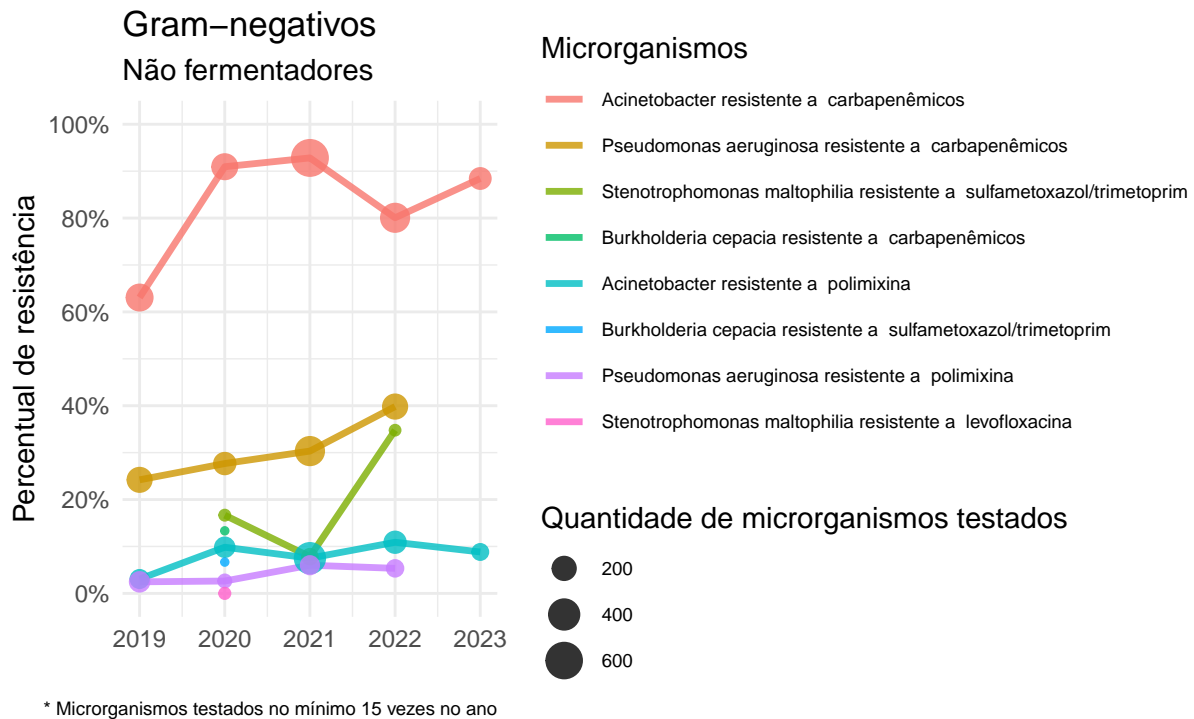 Gram−negativos
Não fermentadores
Percentual de resistência
100%
80%
60%
40%
20%
0%
2019 2020 2021 2022 2023
* Microrganismos testados no mínimo 15 vezes no ano
Microrganismos
Acinetobacter resistente a  carbapenêmicos
Pseudomonas aeruginosa resistente a  carbapenêmicos
Stenotrophomonas maltophilia resistente a  sulfametoxazol/trimetoprim
Burkholderia cepacia resistente a  carbapenêmicos
Acinetobacter resistente a  polimixina
Burkholderia cepacia resistente a  sulfametoxazol/trimetoprim
Pseudomonas aeruginosa resistente a  polimixina
Stenotrophomonas maltophilia resistente a  levofloxacina
Quantidade de microrganismos testados
200
400
600